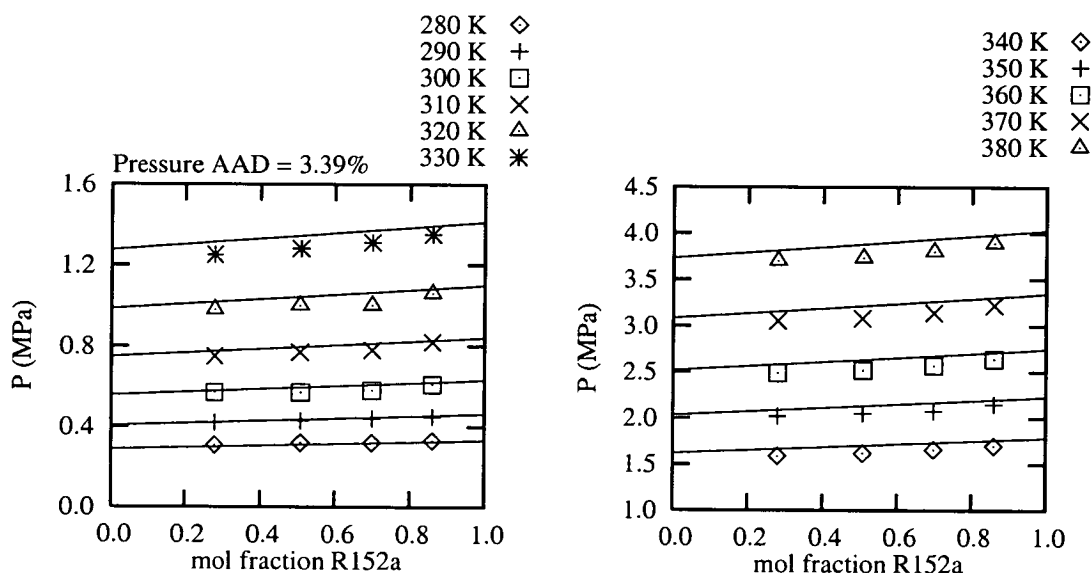 280 K
290 K
300 K
310 K
320 K
330 K
Pressure AAD = 3.39%
1.6
1.2
0.8
0.4
0.0
P (MPa)
0.0 0.2 0.4 0.6 0.8 1.0
mol fraction R152a
340 K
350 K
360 K
370 K
380 K
4.5
4.0
3.5
3.0
2.5
2.0
1.5
1.0
P (MPa)
0.0 0.2 0.4 0.6 0.8 1.0
mol fraction R152a